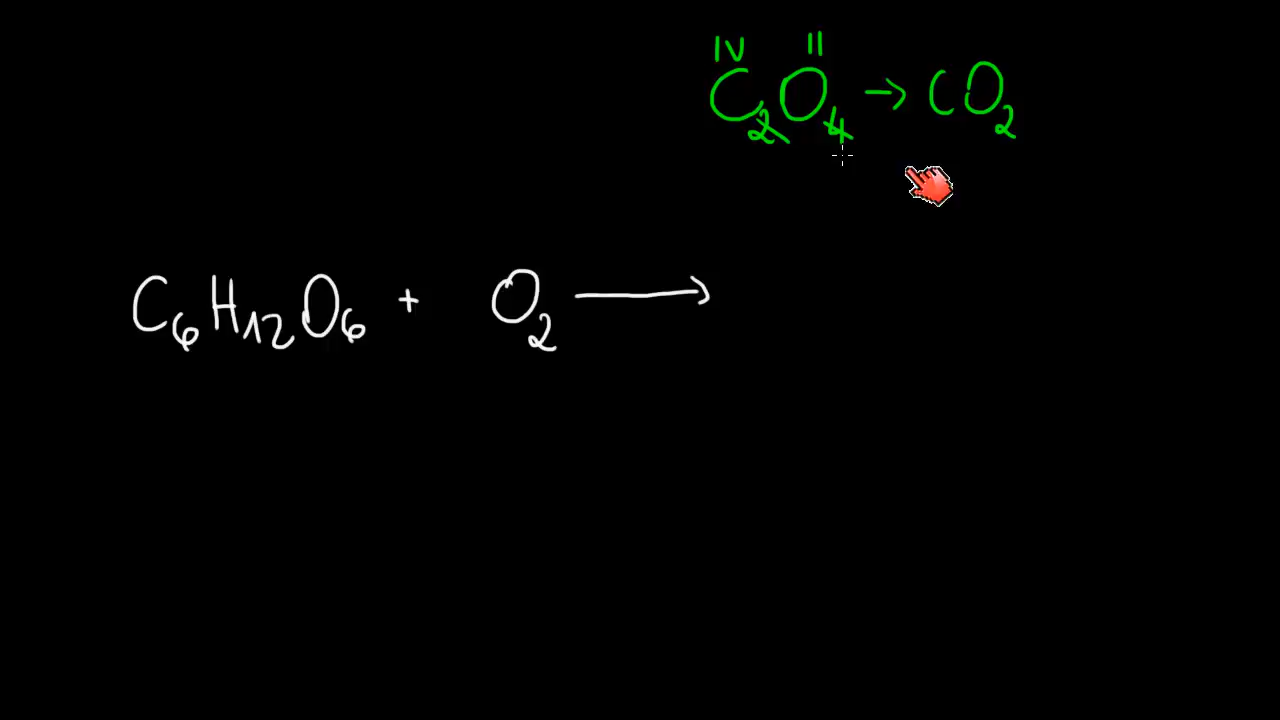 IV II
C₂O₄ → CO₂
C₆H₁₂O₆ + O₂ →